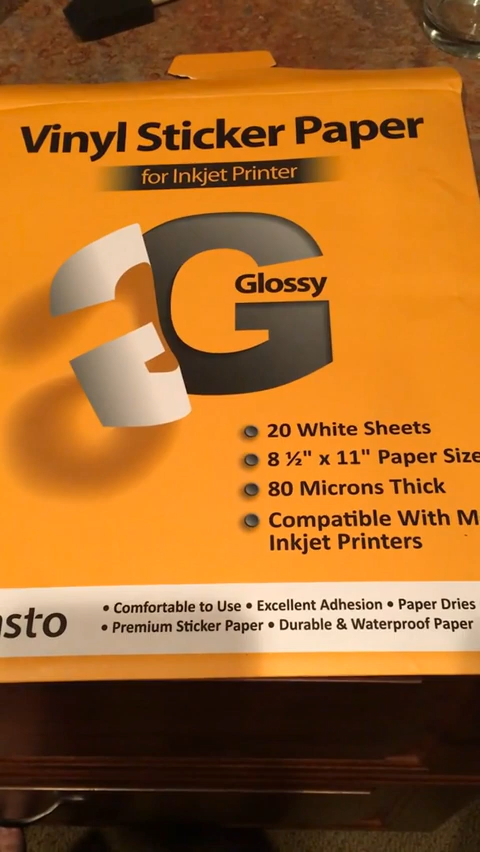 Vinyl Sticker Paper
for Inkjet Printer
G
Glossy
20 White Sheets
8 ½" x 11" Paper Size
80 Microns Thick
Compatible With M
Inkjet Printers
sto
• Comfortable to Use • Excellent Adhesion • Paper Dries
• Premium Sticker Paper • Durable & Waterproof Paper